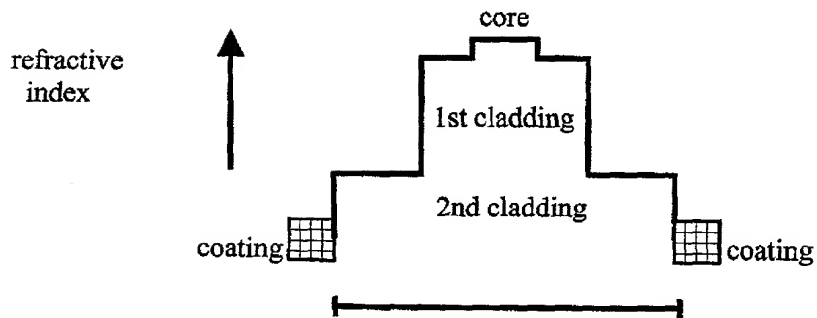 core
refractive
index
1st cladding
2nd cladding
coating
coating